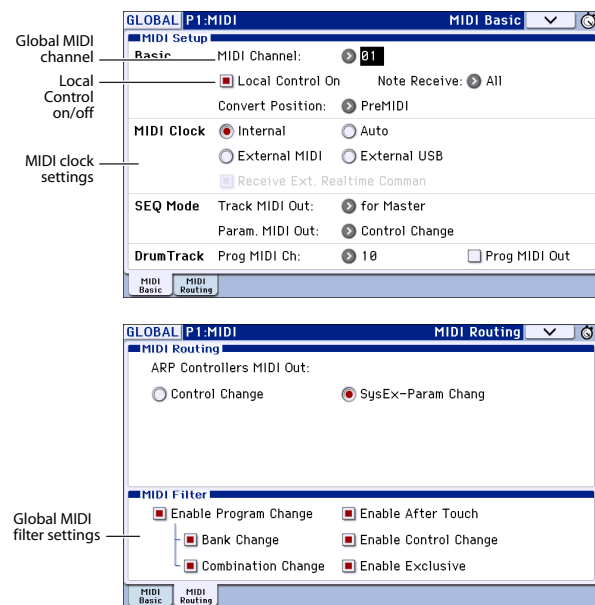 GLOBAL P1:MIDI MIDI Basic
MIDI Setup
Global MIDI
channel
Basic MIDI Channel: 01
Local
Control
on/off
Local Control On Note Receive: All
Convert Position: PreMIDI
MIDI clock
settings
MIDI Clock Internal Auto
External MIDI External USB
Receive Ext. Realtime Comman
SEQ Mode Track MIDI Out: for Master
Param. MIDI Out: Control Change
DrumTrack Prog MIDI Ch: 10 Prog MIDI Out
MIDI
Basic
MIDI
Routing
GLOBAL P1:MIDI MIDI Routing
MIDI Routing
ARP Controllers MIDI Out:
Control Change SysEx-Param Chang
MIDI Filter
Global MIDI
filter settings
Enable Program Change Enable After Touch
Bank Change Enable Control Change
Combination Change Enable Exclusive
MIDI
Basic
MIDI
Routing